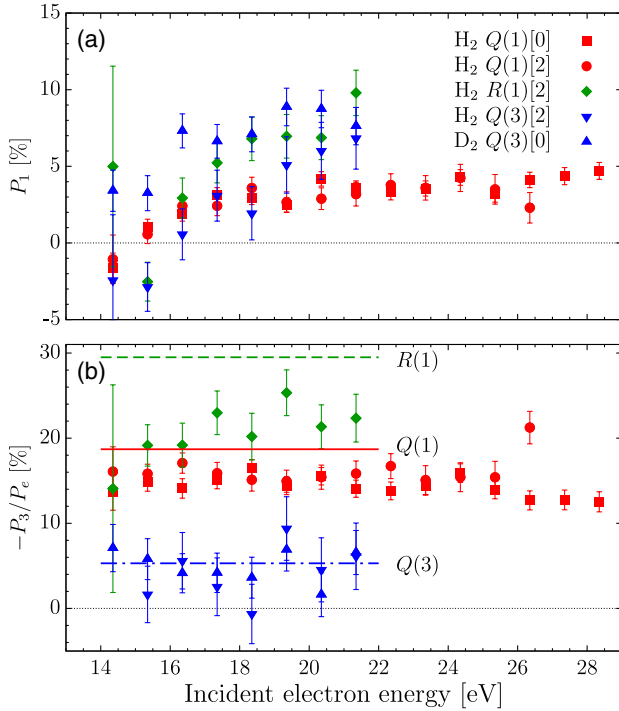 (a)
H₂ Q(1)[0]
H₂ Q(1)[2]
H₂ R(1)[2]
H₂ Q(3)[2]
D₂ Q(3)[0]
P₁ [%]
15
10
5
0
-5
(b)
R(1)
Q(1)
Q(3)
−P₃/Pₑ [%]
30
20
10
0
14 16 18 20 22 24 26 28
Incident electron energy [eV]